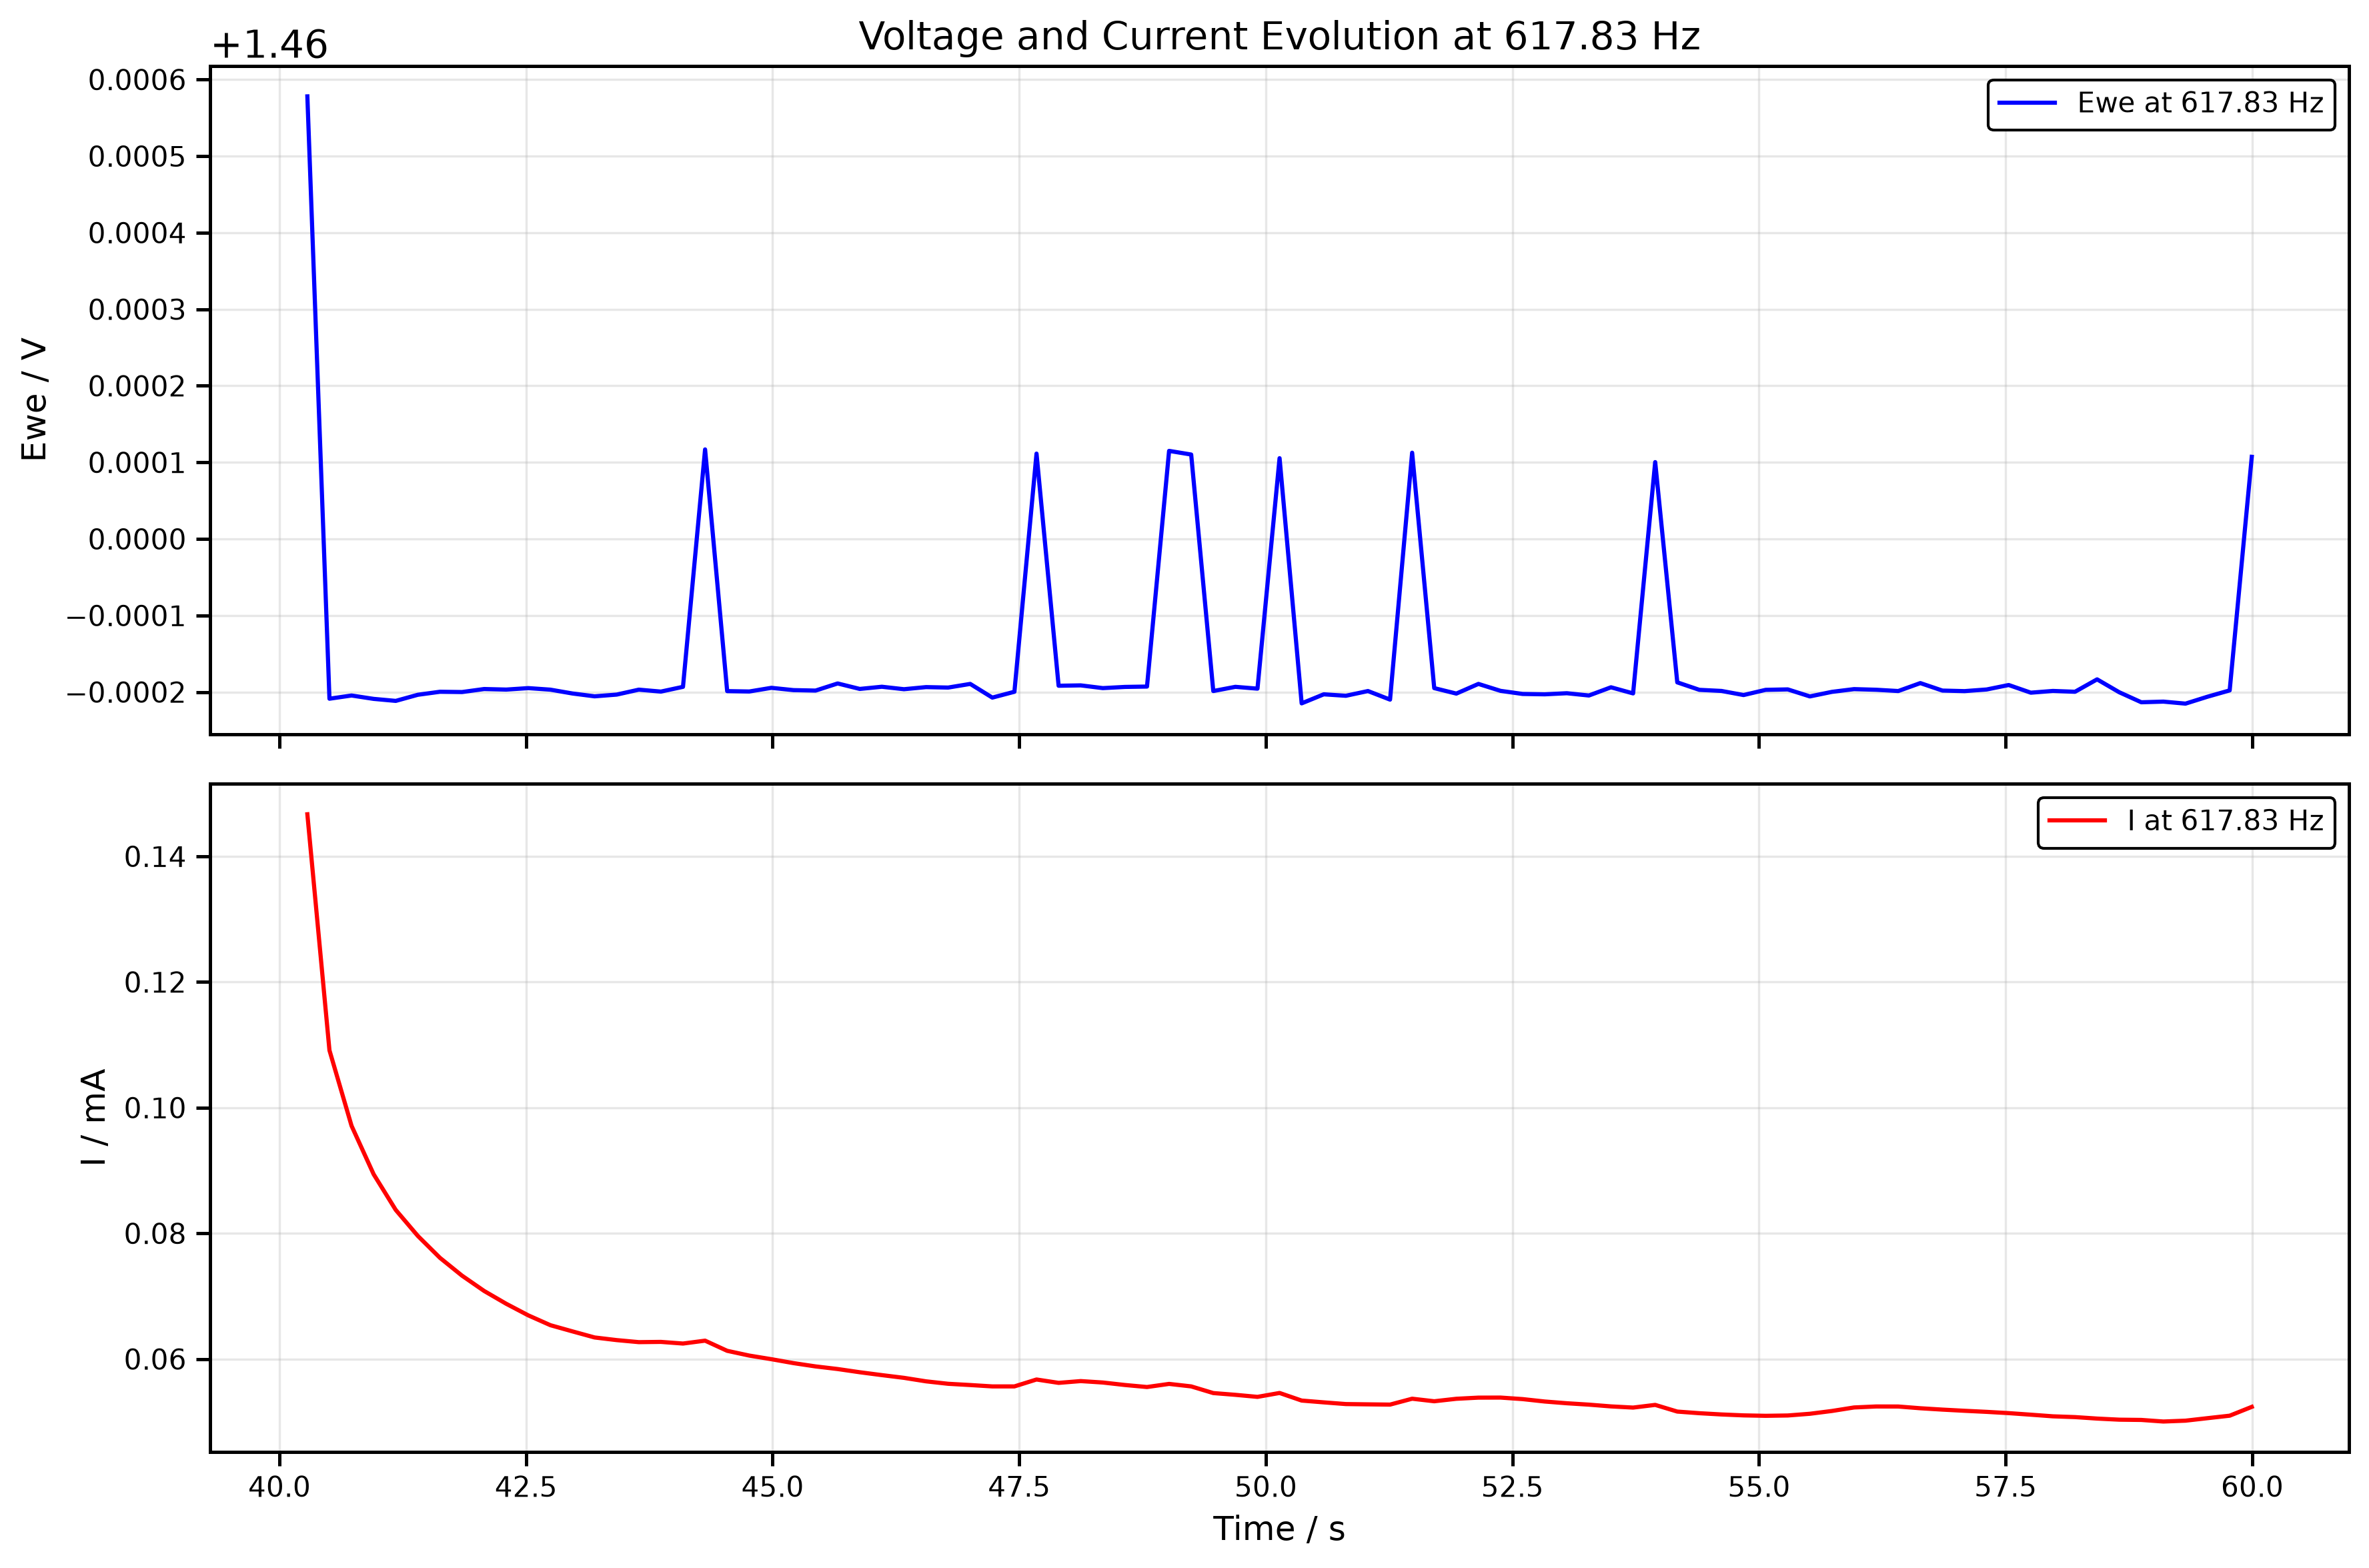 Voltage and Current Evolution at 617.83 Hz
+1.46
0.0006
0.0005
0.0004
0.0003
0.0002
0.0001
0.0000
−0.0001
−0.0002
Ewe / V
Ewe at 617.83 Hz
0.14
0.12
0.10
0.08
0.06
I / mA
I at 617.83 Hz
40.0 42.5 45.0 47.5 50.0 52.5 55.0 57.5 60.0
Time / s